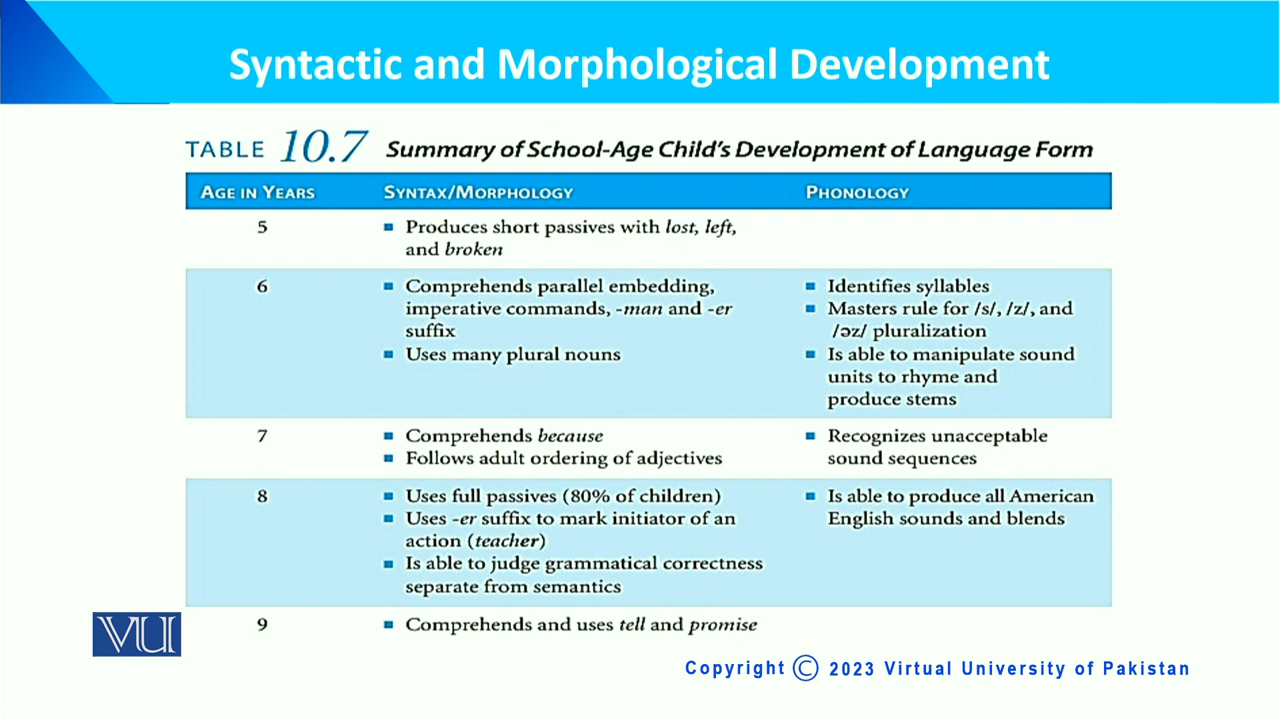 Syntactic and Morphological Development
TABLE 10.7 Summary of School-Age Child's Development of Language Form
AGE IN YEARS SYNTAX/MORPHOLOGY PHONOLOGY
5
▪ Produces short passives with lost, left,
and broken
6
▪ Comprehends parallel embedding,
imperative commands, -man and -er
suffix
▪ Uses many plural nouns
▪ Identifies syllables
▪ Masters rule for /s/, /z/, and
/əz/ pluralization
▪ Is able to manipulate sound
units to rhyme and
produce stems
7
▪ Comprehends because
▪ Follows adult ordering of adjectives
▪ Recognizes unacceptable
sound sequences
8
▪ Uses full passives (80% of children)
▪ Uses -er suffix to mark initiator of an
action (teacher)
▪ Is able to judge grammatical correctness
separate from semantics
▪ Is able to produce all American
English sounds and blends
9
▪ Comprehends and uses tell and promise
VU
Copyright © 2023 Virtual University of Pakistan